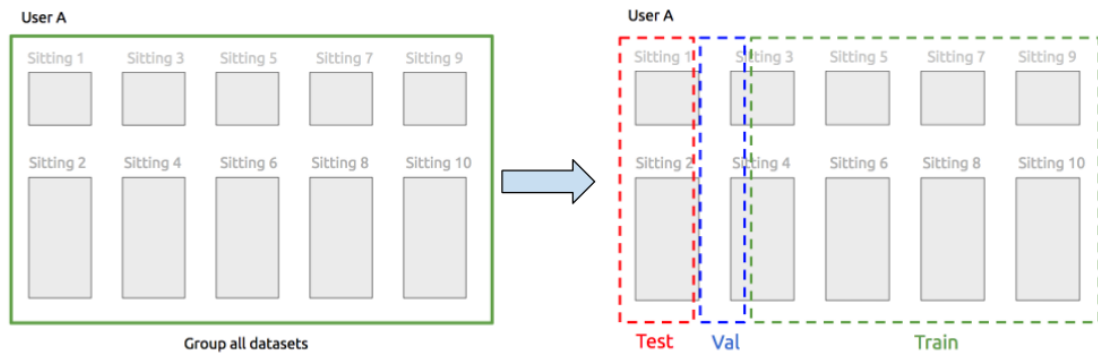 User A
Sitting 1 Sitting 3 Sitting 5 Sitting 7 Sitting 9
Sitting 2 Sitting 4 Sitting 6 Sitting 8 Sitting 10
Group all datasets
User A
Sitting 1 Sitting 3 Sitting 5 Sitting 7 Sitting 9
Sitting 2 Sitting 4 Sitting 6 Sitting 8 Sitting 10
Test Val Train